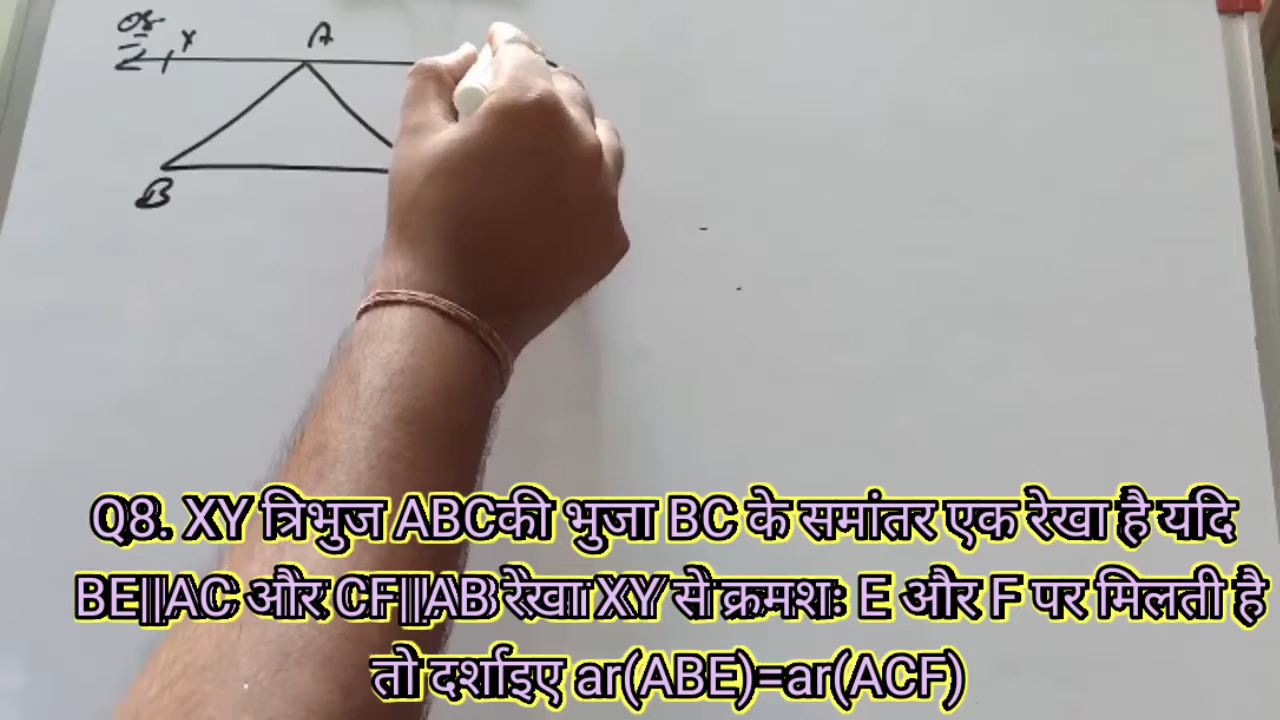 Q8.
X
A
B
Q8. XY त्रिभुज ABCकी भुजा BC के समांतर एक रेखा है यदि
BE||AC और CF||AB रेखा XY से क्रमशः E और F पर मिलती है
तो दर्शाइए ar(ABE)=ar(ACF)